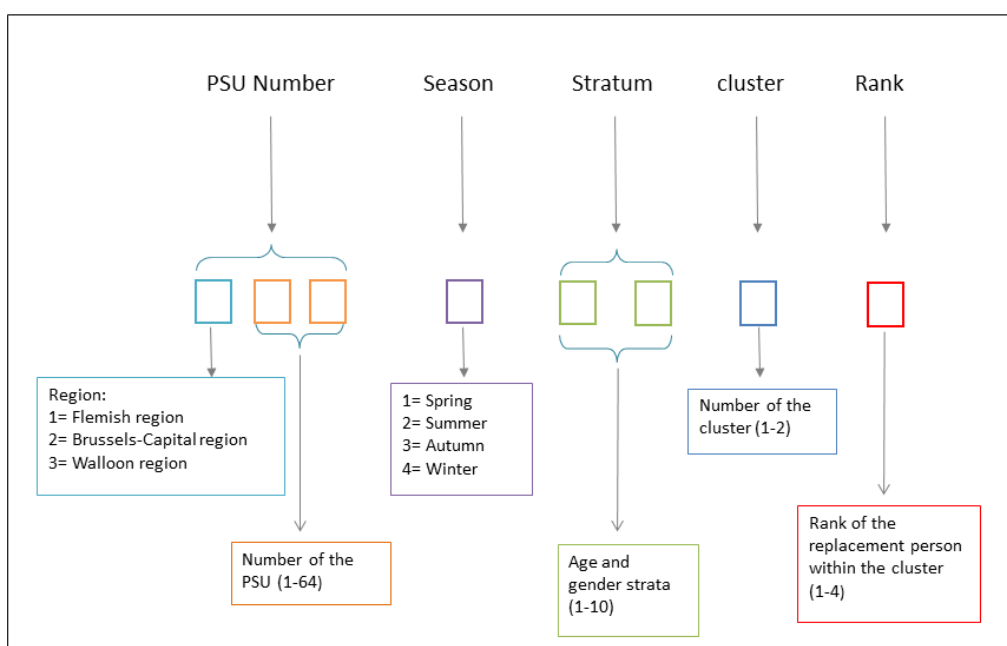 PSU Number
Season
Stratum
cluster
Rank
Region:
1= Flemish region
2= Brussels-Capital region
3= Walloon region
1= Spring
2= Summer
3= Autumn
4= Winter
Number of the
cluster (1-2)
Number of the
PSU (1-64)
Age and
gender strata
(1-10)
Rank of the
replacement person
within the cluster
(1-4)